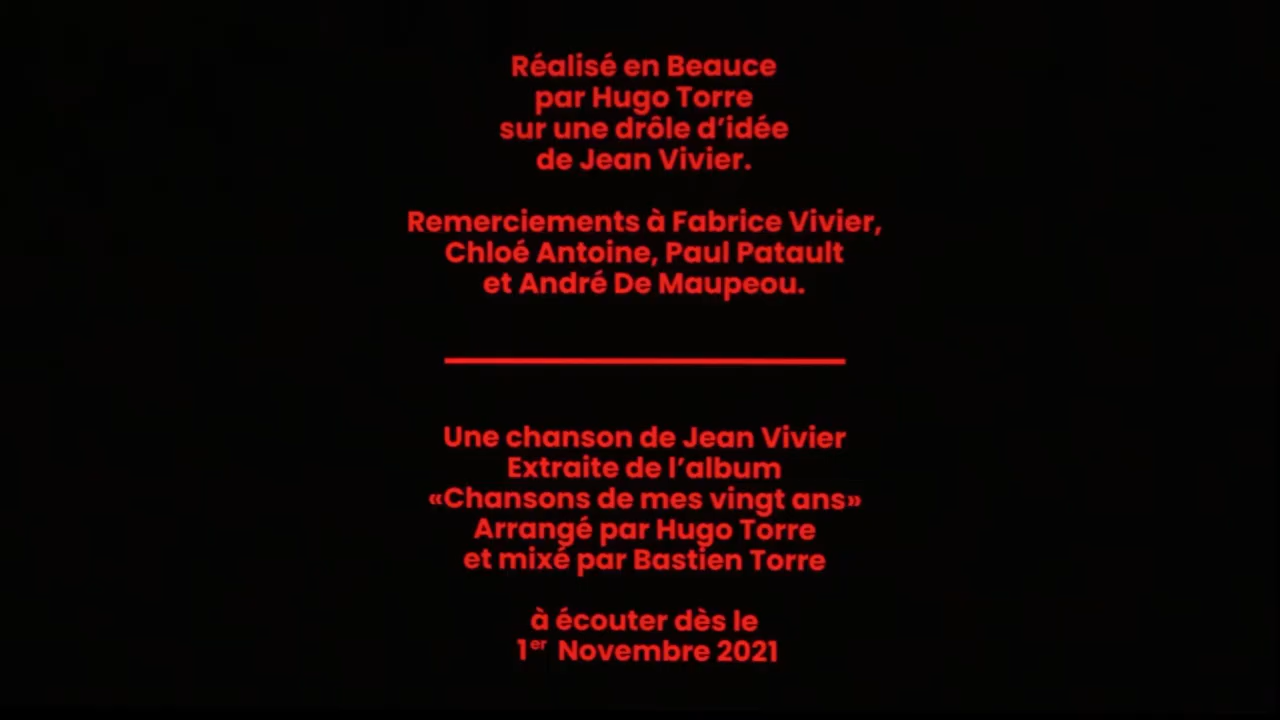 Réalisé en Beauce
par Hugo Torre
sur une drôle d’idée
de Jean Vivier.
Remerciements à Fabrice Vivier,
Chloé Antoine, Paul Patault
et André De Maupeou.
Une chanson de Jean Vivier
Extraite de l’album
«Chansons de mes vingt ans»
Arrangé par Hugo Torre
et mixé par Bastien Torre
à écouter dès le
1er Novembre 2021